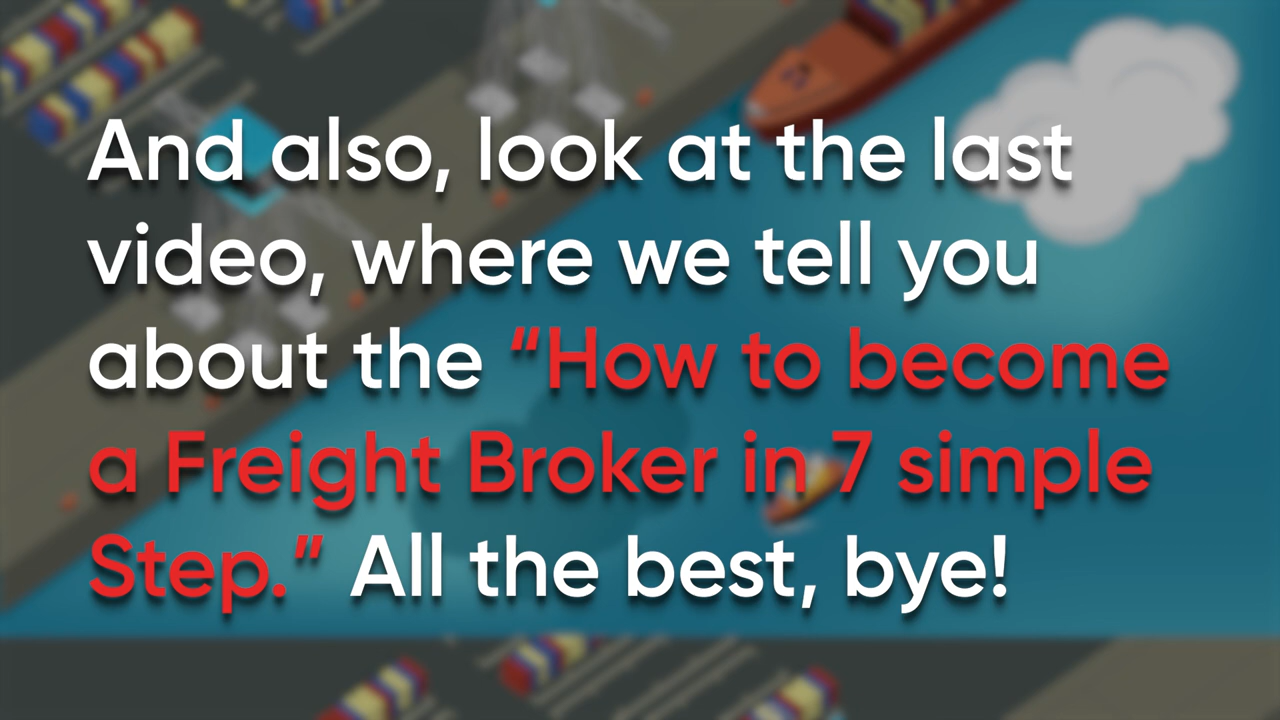 And also, look at the last
video, where we tell you
about the “How to become
a Freight Broker in 7 simple
Step.” All the best, bye!